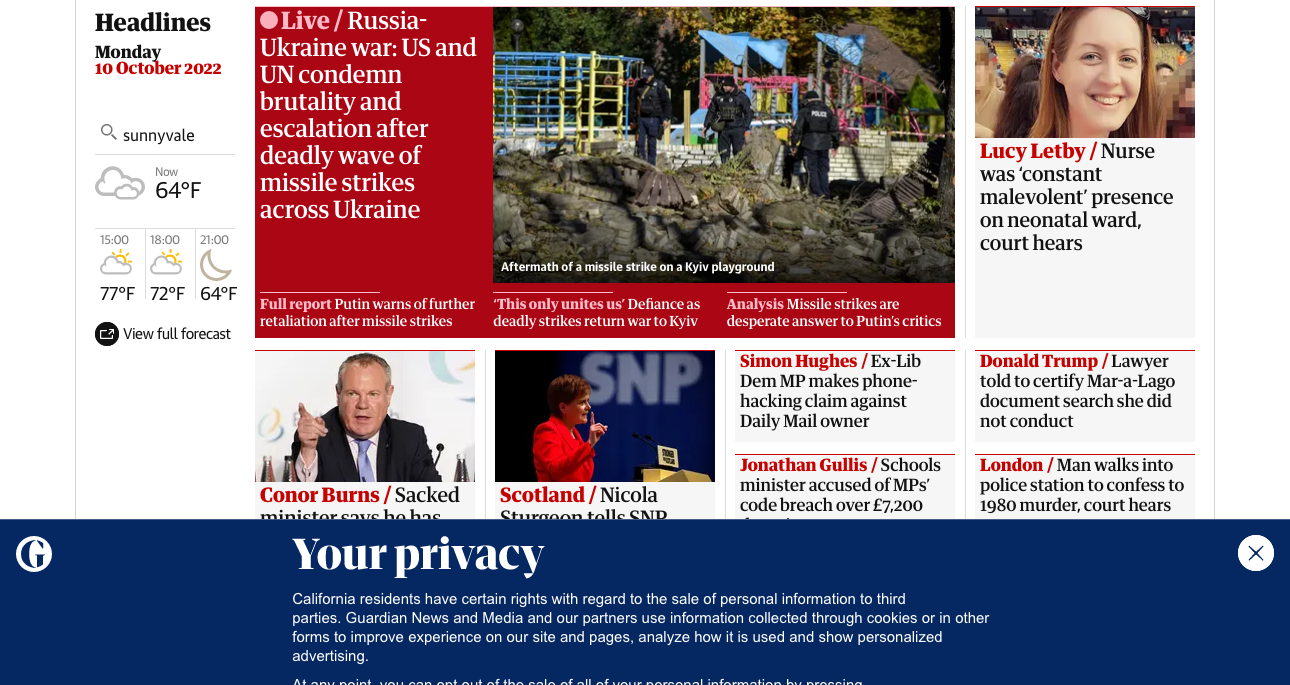 Headlines
Monday
10 October 2022
sunnyvale
Now
64°F
15:00
77°F
18:00
72°F
21:00
64°F
View full forecast
Live / Russia-
Ukraine war: US and
UN condemn
brutality and
escalation after
deadly wave of
missile strikes
across Ukraine
POLICE
Aftermath of a missile strike on a Kyiv playground
Full report Putin warns of further
retaliation after missile strikes
‘This only unites us’ Defiance as
deadly strikes return war to Kyiv
Analysis Missile strikes are
desperate answer to Putin’s critics
Lucy Letby / Nurse
was ‘constant
malevolent’ presence
on neonatal ward,
court hears
Conor Burns / Sacked
minister says he has
SNP
Scotland / Nicola
Sturgeon tells SNP
Simon Hughes / Ex-Lib
Dem MP makes phone-
hacking claim against
Daily Mail owner
Jonathan Gullis / Schools
minister accused of MPs’
code breach over £7,200
Donald Trump / Lawyer
told to certify Mar-a-Lago
document search she did
not conduct
London / Man walks into
police station to confess to
1980 murder, court hears
G
Your privacy
California residents have certain rights with regard to the sale of personal information to third
parties. Guardian News and Media and our partners use information collected through cookies or in other
forms to improve experience on our site and pages, analyze how it is used and show personalized
advertising.
At any point, you can opt out of the sale of all of your personal information by pressing